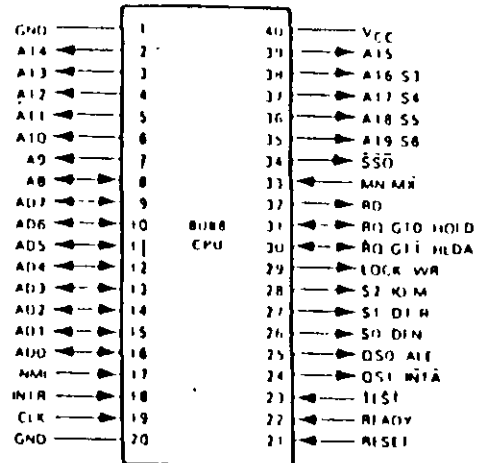 GND 1 40 VCC
A14 2 39 A15
A13 3 38 A16 S3
A12 4 37 A17 S4
A11 5 36 A18 S5
A10 6 35 A19 S6
A9 7 34 SSO
A8 8 33 MN MX
AD7 9 32 RD
AD6 10 8088 31 RQ GT0 HOLD
AD5 11 CPU 30 RQ GT1 HLDA
AD4 12 29 LOCK WR
AD3 13 28 S2 IO M
AD2 14 27 S1 DT R
AD1 15 26 S0 DEN
AD0 16 25 QS0 ALE
NMI 17 24 QS1 INTA
INTR 18 23 TEST
CLK 19 22 READY
GND 20 21 RESET